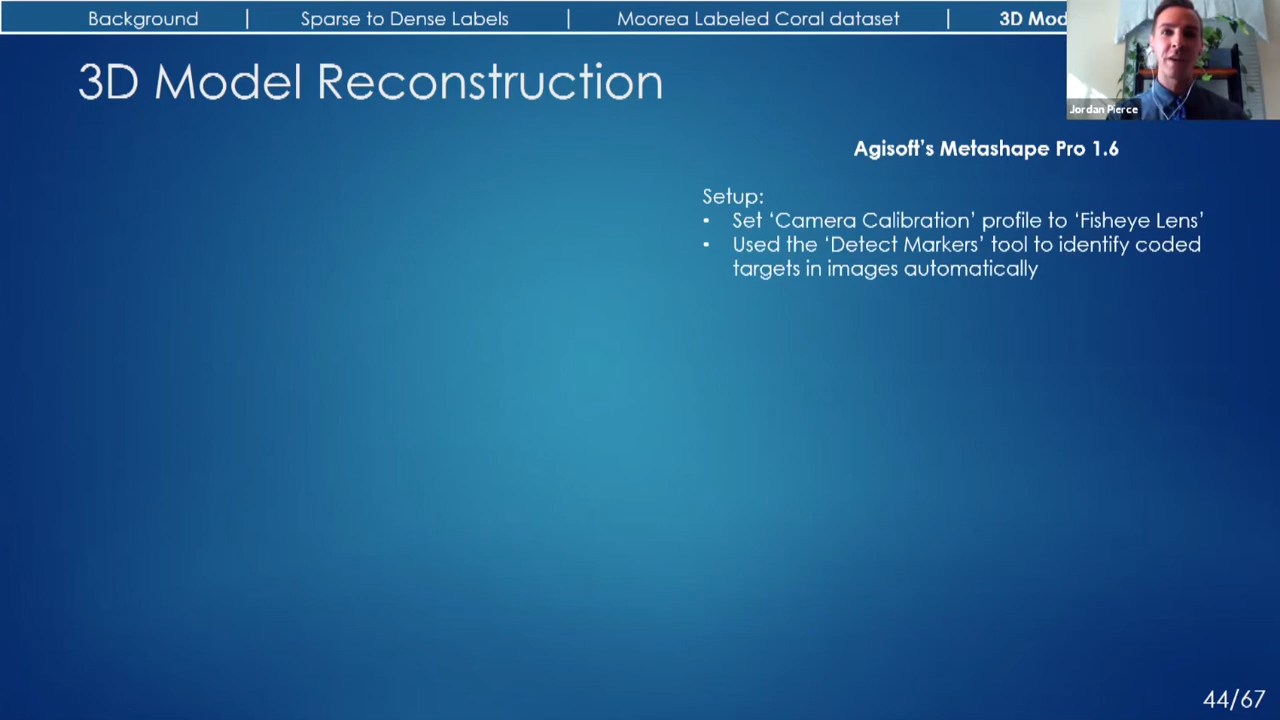 Background | Sparse to Dense Labels | Moorea Labeled Coral dataset | 3D Mod
3D Model Reconstruction
Jordan Pierce
Agisoft's Metashape Pro 1.6
Setup:
▪ Set ‘Camera Calibration’ profile to ‘Fisheye Lens’
▪ Used the ‘Detect Markers’ tool to identify coded
targets in images automatically
44/67